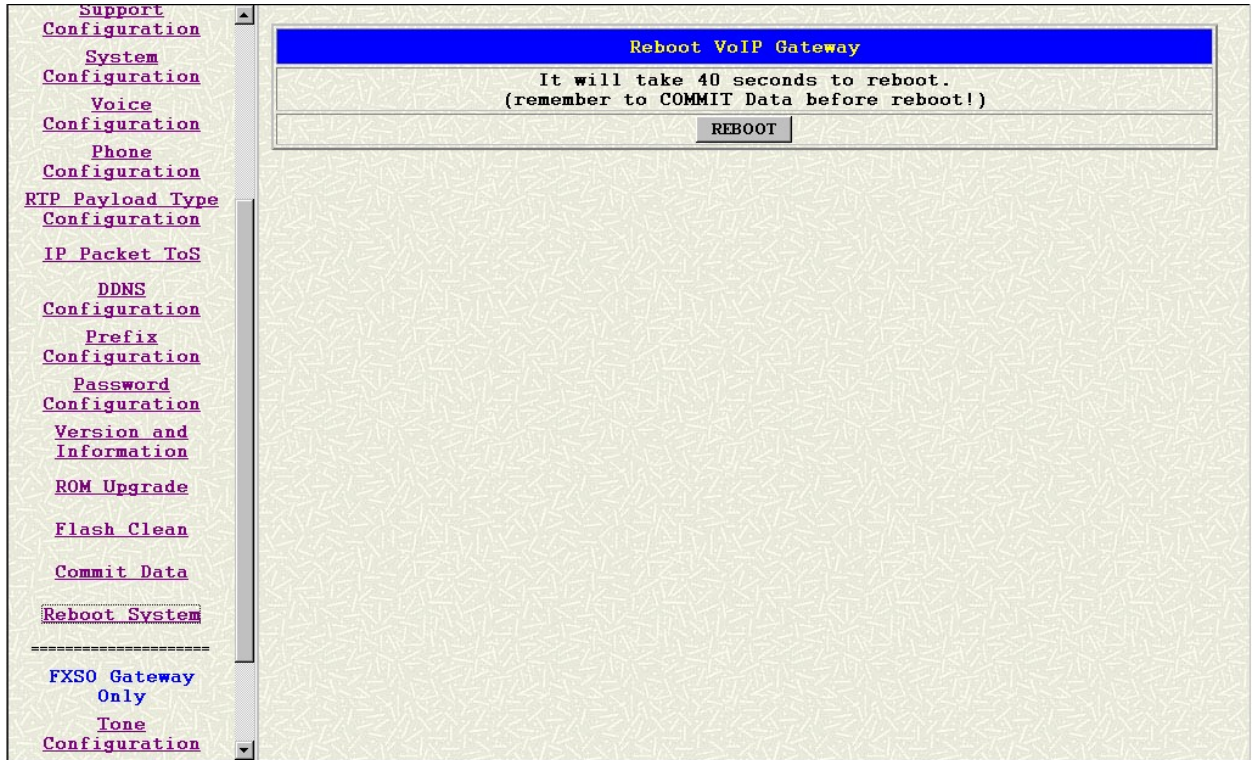 Support
Configuration
System
Configuration
Voice
Configuration
Phone
Configuration
RTP Payload Type
Configuration
IP Packet ToS
DDNS
Configuration
Prefix
Configuration
Password
Configuration
Version and
Information
ROM Upgrade
Flash Clean
Commit Data
Reboot System
=====================
FXSO Gateway
Only
Tone
Configuration
Reboot VoIP Gateway
It will take 40 seconds to reboot.
(remember to COMMIT Data before reboot!)
REBOOT